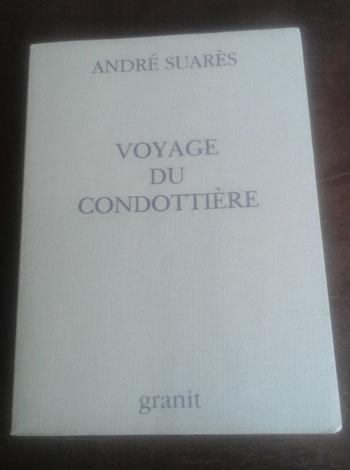 ANDRÉ SUARÈS
VOYAGE
DU
CONDOTTIÈRE
granit